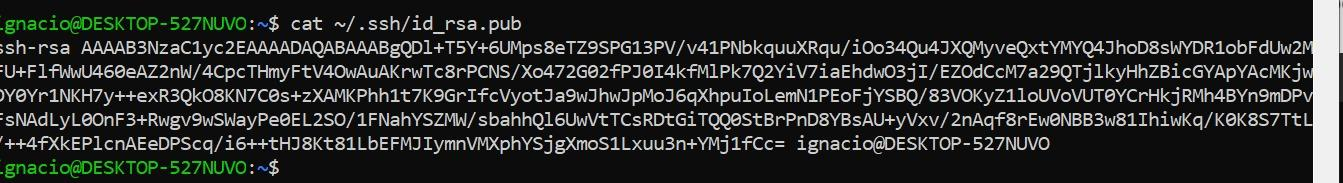 ignacio@DESKTOP-527NUVO:~$ cat ~/.ssh/id_rsa.pub
ssh-rsa AAAAB3NzaC1yc2EAAAADAQABAAABgQDl+T5Y+6UMps8eTZ9SPG13PV/v41PNbkquuXRqu/iOo34Qu4JXQMyveQxtYMYQ4JhoD8sWYDR1obFdUw2M
FU+FlfWwU460eAZ2nW/4CpcTHmyFtV4OwAuAKrwTc8rPCNS/Xo472G02fPJ0I4kfMlPk7Q2YiV7iaEhdwO3jI/EZOdCcM7a29QTjlkyHhZBicGYApYAcMKjw
DY0Yr1NKH7y++exR3QkO8KN7C0s+zXAMKPhh1t7K9GrIfcVyotJa9wJhwJpMoJ6qXhpuIoLemN1PEoFjYSBQ/83VOKyZ1loUVoVUT0YCrHkjRMh4BYn9mDPv
FsNAdLyL0OnF3+Rwgv9wSWayPe0EL2SO/1FNahYSZMW/sbahhQl6UwVtTCsRDtGiTQQ0StBrPnD8YBsAU+yVxv/2nAqf8rEw0NBB3w81IhiwKq/K0K8S7TtL
/++4fXkEPlcnAEeDPScq/i6++tHJ8Kt81LbEFMJIymnVMXphYSjgXmoS1Lxuu3n+YMj1fCc= ignacio@DESKTOP-527NUVO
ignacio@DESKTOP-527NUVO:~$